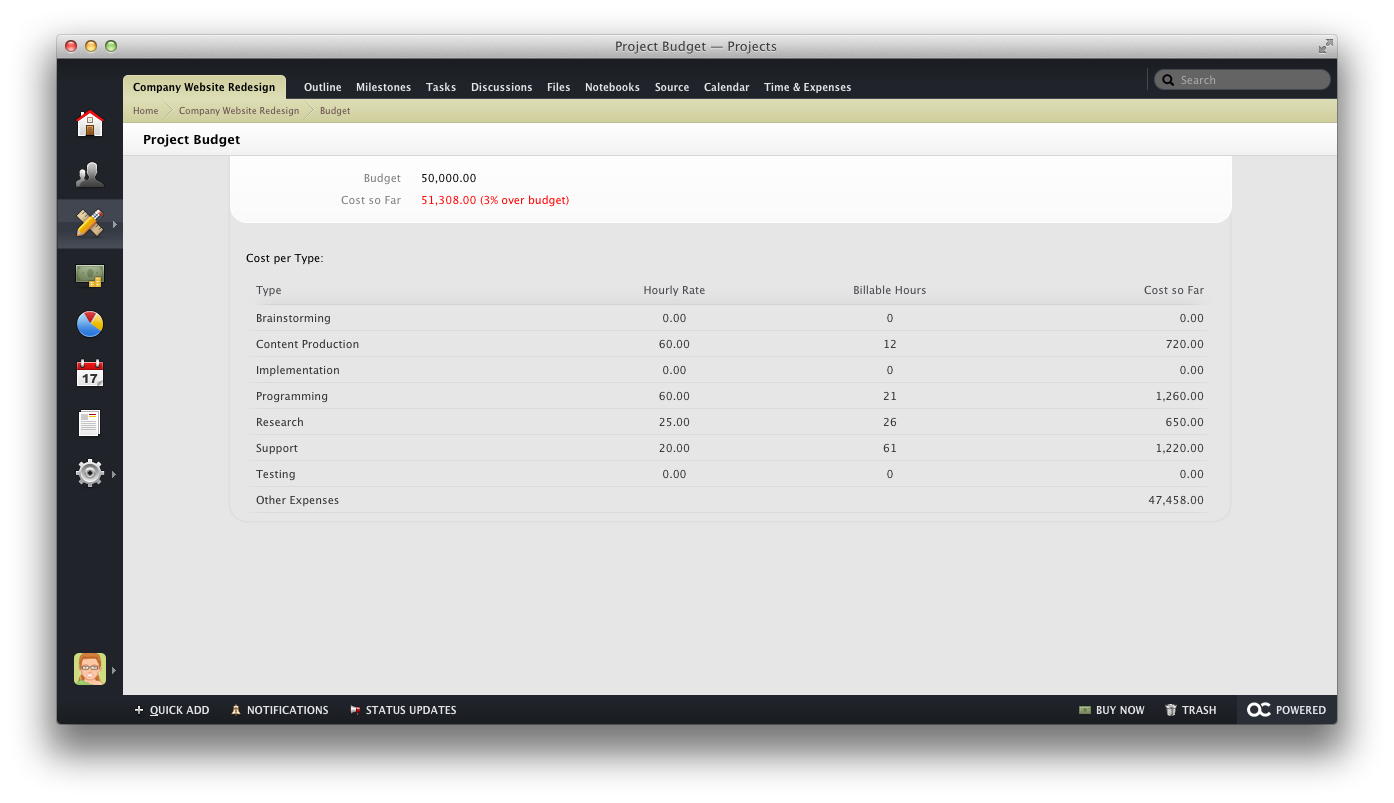 Project Budget — Projects
Company Website Redesign Outline Milestones Tasks Discussions Files Notebooks Source Calendar Time & Expenses Search
Home Company Website Redesign Budget
Project Budget
Budget 50,000.00
Cost so Far 51,308.00 (3% over budget)
Cost per Type:
Type Hourly Rate Billable Hours Cost so Far
Brainstorming 0.00 0 0.00
Content Production 60.00 12 720.00
Implementation 0.00 0 0.00
Programming 60.00 21 1,260.00
Research 25.00 26 650.00
Support 20.00 61 1,220.00
Testing 0.00 0 0.00
Other Expenses 47,458.00
17
+ QUICK ADD NOTIFICATIONS STATUS UPDATES BUY NOW TRASH POWERED